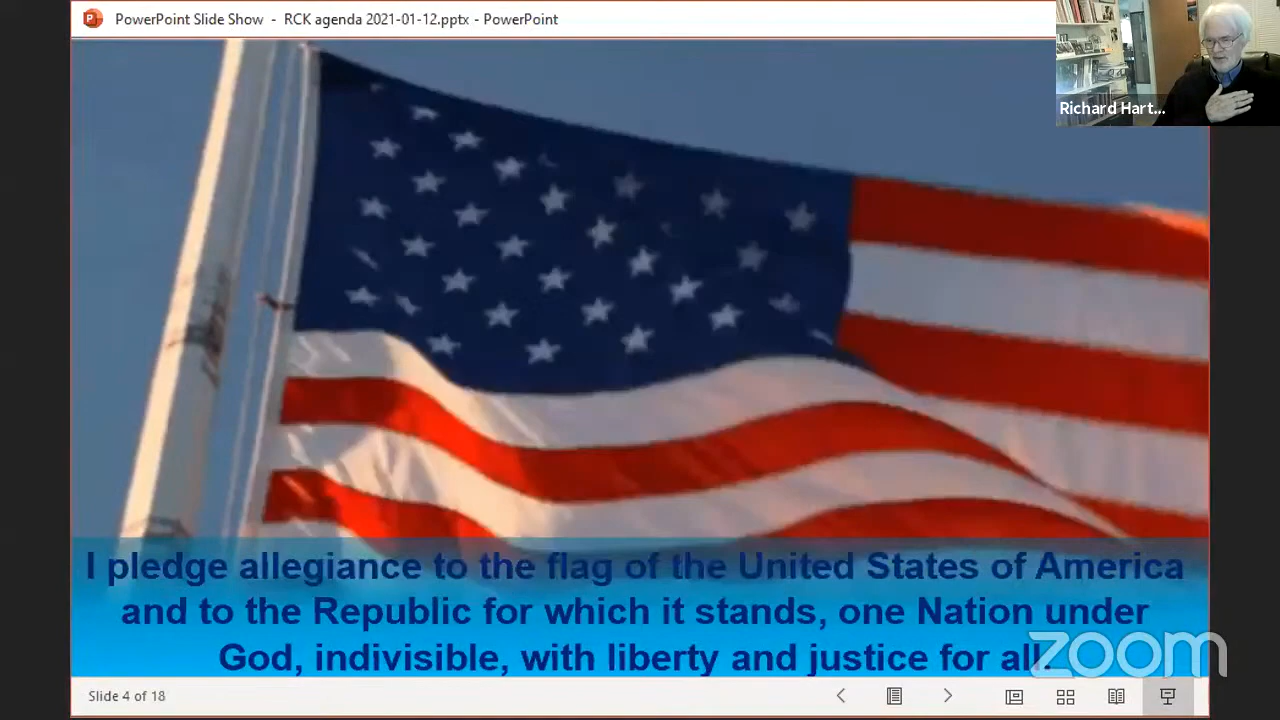 PowerPoint Slide Show - RCK agenda 2021-01-12.pptx - PowerPoint
Richard Hart...
I pledge allegiance to the flag of the United States of America
and to the Republic for which it stands, one Nation under
God, indivisible, with liberty and justice for all.
zoom
Slide 4 of 18